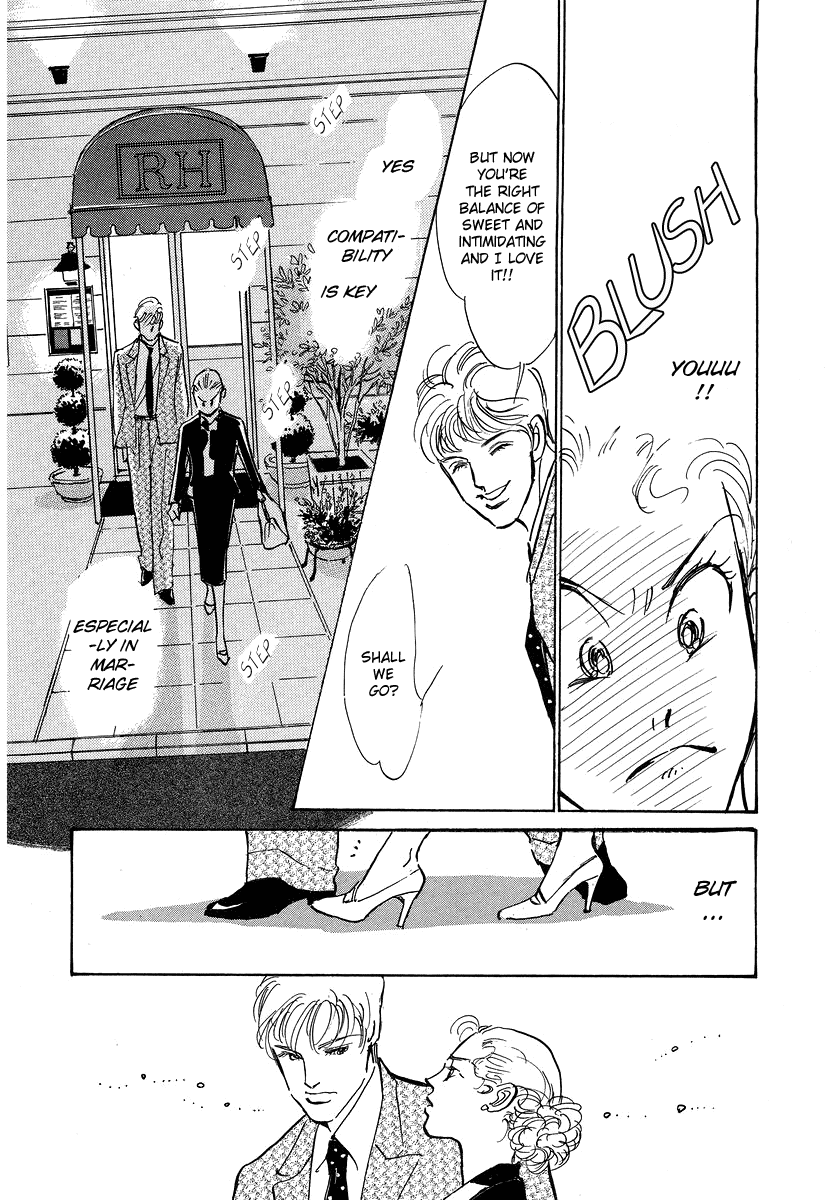 BLUSH
YOUUU
!!
BUT NOW
YOU'RE
THE RIGHT
BALANCE OF
SWEET AND
INTIMIDATING
AND I LOVE
IT!!
SHALL
WE
GO?
STEP
YES
COMPATI-
BILITY
IS KEY
RH
STEP
STEP
STEP
ESPECIAL
-LY IN
MAR-
RIAGE
BUT
...